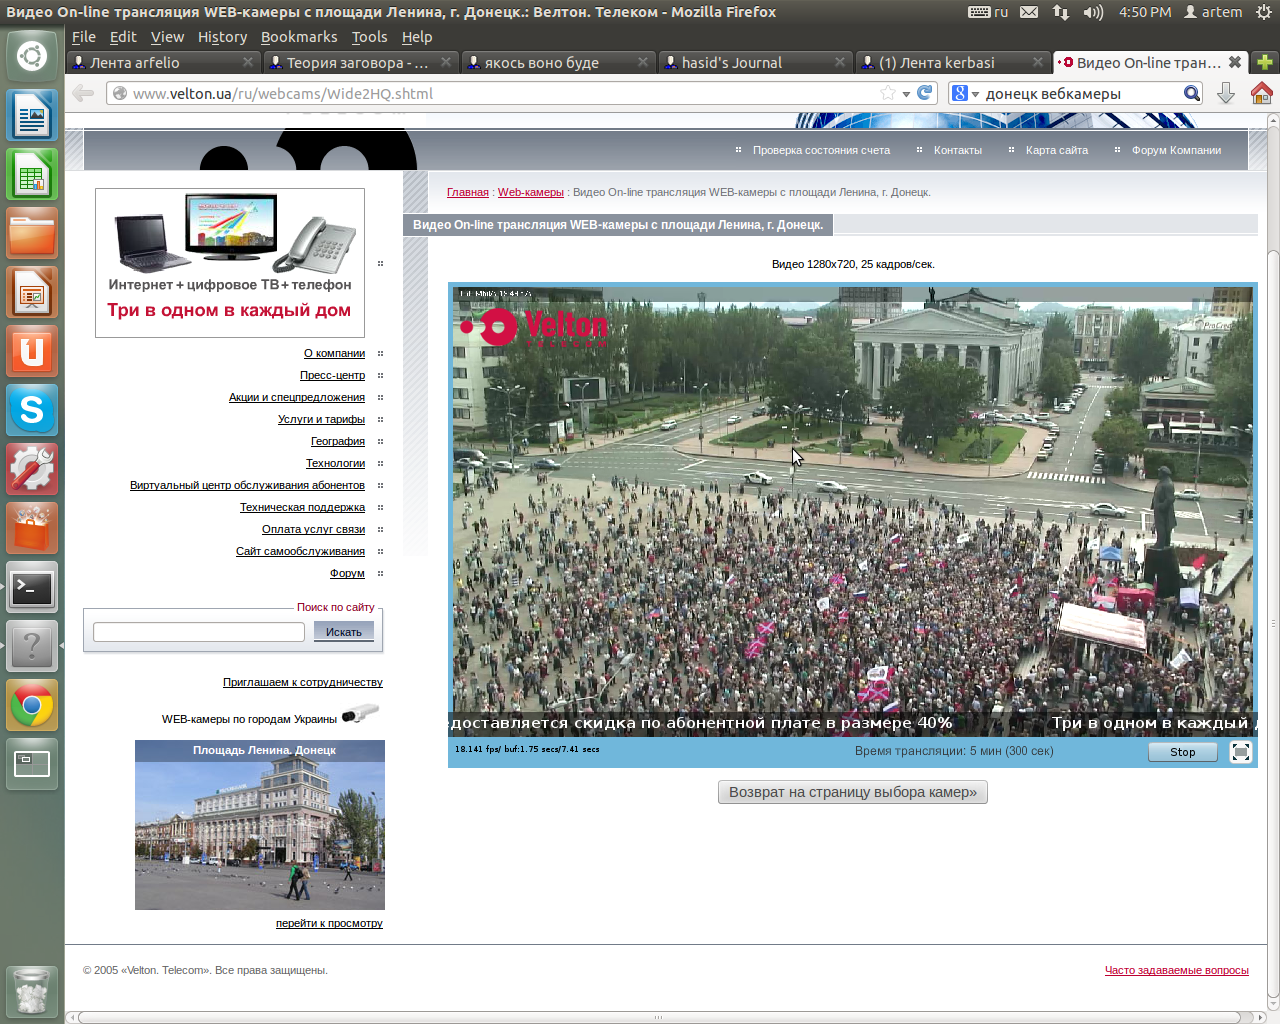 Видео On-line трансляция WEB-камеры с площади Ленина, г. Донецк.: Велтон. Телеком - Mozilla Firefox
ru
4:50 PM
artem
File Edit View History Bookmarks Tools Help
Лента arfelio
Теория заговора - ...
якось воно буде
hasid's Journal
(1) Лента kerbasi
Видео On-line тран...
www.velton.ua/ru/webcams/Wide2HQ.shtml
донецк вебкамеры
Проверка состояния счета
Контакты
Карта сайта
Форум Компании
Главная : Web-камеры : Видео On-line трансляция WEB-камеры с площади Ленина, г. Донецк.
Видео On-line трансляция WEB-камеры с площади Ленина, г. Донецк.
Видео 1280x720, 25 кадров/сек.
Интернет + цифровое ТВ + телефон
Три в одном в каждый дом
О компании
Пресс-центр
Акции и спецпредложения
Услуги и тарифы
География
Технологии
Виртуальный центр обслуживания абонентов
Техническая поддержка
Оплата услуг связи
Сайт самообслуживания
Форум
Поиск по сайту
Искать
Приглашаем к сотрудничеству
WEB-камеры по городам Украины
Площадь Ленина. Донецк
перейти к просмотру
Velton
TELECOM
доставляется скидка по абонентной плате в размере 40%
Три в одном в каждый
18.141 fps/ buf:1.75 secs/7.41 secs
Время трансляции: 5 мин (300 сек)
Stop
Возврат на страницу выбора камер»
© 2005 «Velton. Telecom». Все права защищены.
Часто задаваемые вопросы